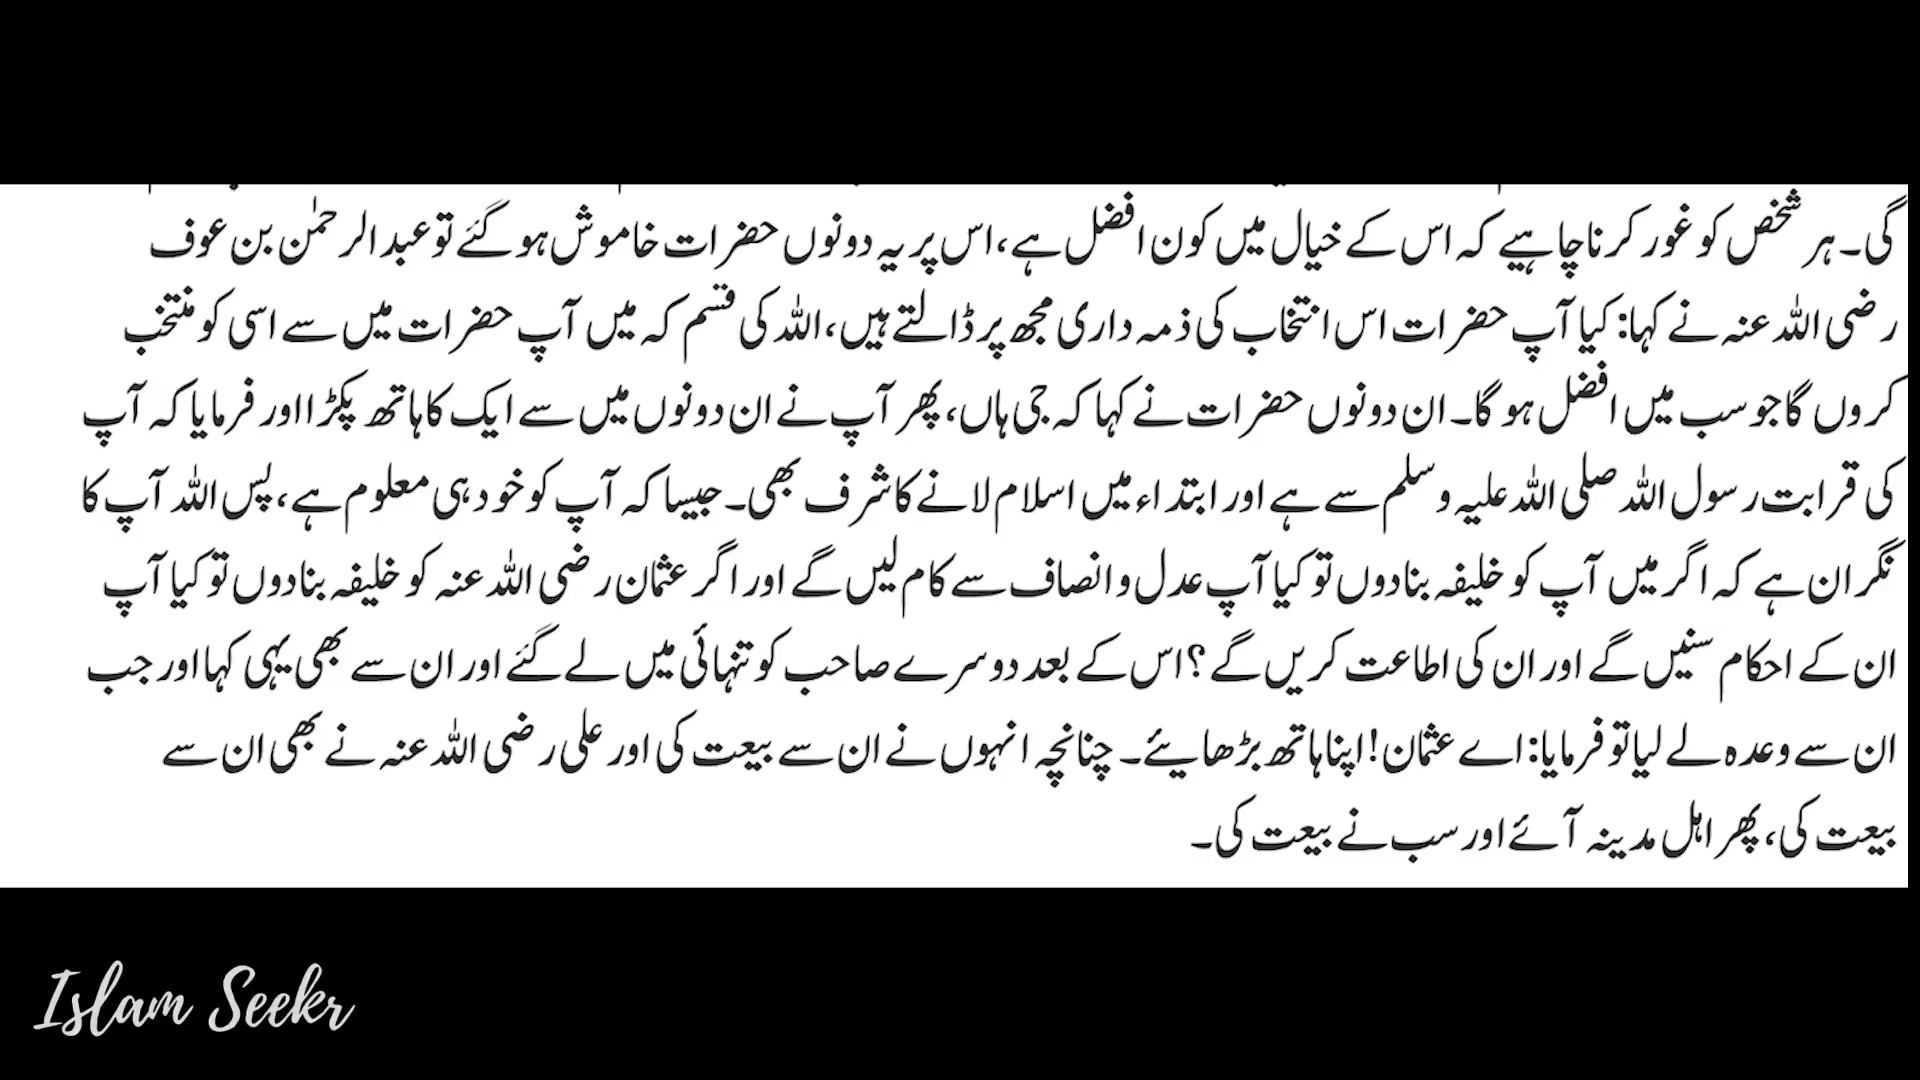 گی۔ ہر شخص کو غور کرنا چاہیے کہ اس کے خیال میں کون افضل ہے، اس پر یہ دونوں حضرات خاموش ہو گئے تو عبدالرحمٰن بن عوف
رضی اللہ عنہ نے کہا: کیا آپ حضرات اس انتخاب کی ذمہ داری مجھ پر ڈالتے ہیں، اللہ کی قسم کہ میں آپ حضرات میں سے اسی کو منتخب
کروں گا جو سب میں افضل ہو گا۔ ان دونوں حضرات نے کہا کہ جی ہاں، پھر آپ نے ان دونوں میں سے ایک کا ہاتھ پکڑا اور فرمایا کہ آپ
کی قرابت رسول اللہ صلی اللہ علیہ وسلم سے ہے اور ابتداء میں اسلام لانے کا شرف بھی۔ جیسا کہ آپ کو خود ہی معلوم ہے، پس اللہ آپ کا
نگران ہے کہ اگر میں آپ کو خلیفہ بنا دوں تو کیا آپ عدل و انصاف سے کام لیں گے اور اگر عثمان رضی اللہ عنہ کو خلیفہ بنا دوں تو کیا آپ
ان کے احکام سنیں گے اور ان کی اطاعت کریں گے؟ اس کے بعد دوسرے صاحب کو تنہائی میں لے گئے اور ان سے بھی یہی کہا اور جب
ان سے وعدہ لے لیا تو فرمایا: اے عثمان! اپنا ہاتھ بڑھایئے۔ چنانچہ انہوں نے ان سے بیعت کی اور علی رضی اللہ عنہ نے بھی ان سے
بیعت کی، پھر اہل مدینہ آئے اور سب نے بیعت کی۔
Islam Seekr